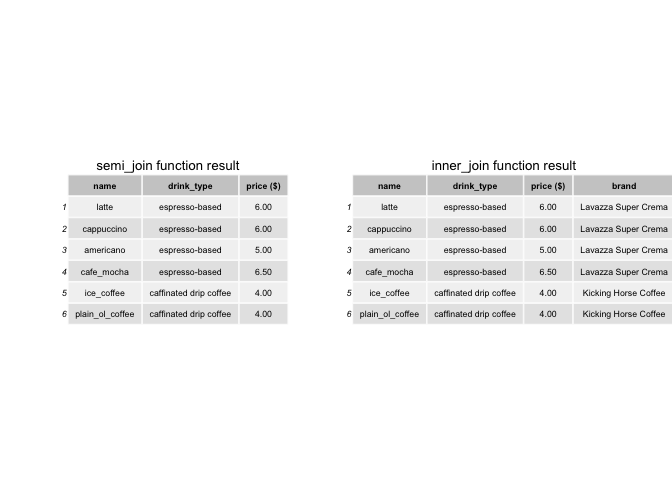 semi_join function result
name drink_type price ($)
1 latte espresso-based 6.00
2 cappuccino espresso-based 6.00
3 americano espresso-based 5.00
4 cafe_mocha espresso-based 6.50
5 ice_coffee caffinated drip coffee 4.00
6 plain_ol_coffee caffinated drip coffee 4.00
inner_join function result
name drink_type price ($) brand
1 latte espresso-based 6.00 Lavazza Super Crema
2 cappuccino espresso-based 6.00 Lavazza Super Crema
3 americano espresso-based 5.00 Lavazza Super Crema
4 cafe_mocha espresso-based 6.50 Lavazza Super Crema
5 ice_coffee caffinated drip coffee 4.00 Kicking Horse Coffee
6 plain_ol_coffee caffinated drip coffee 4.00 Kicking Horse Coffee